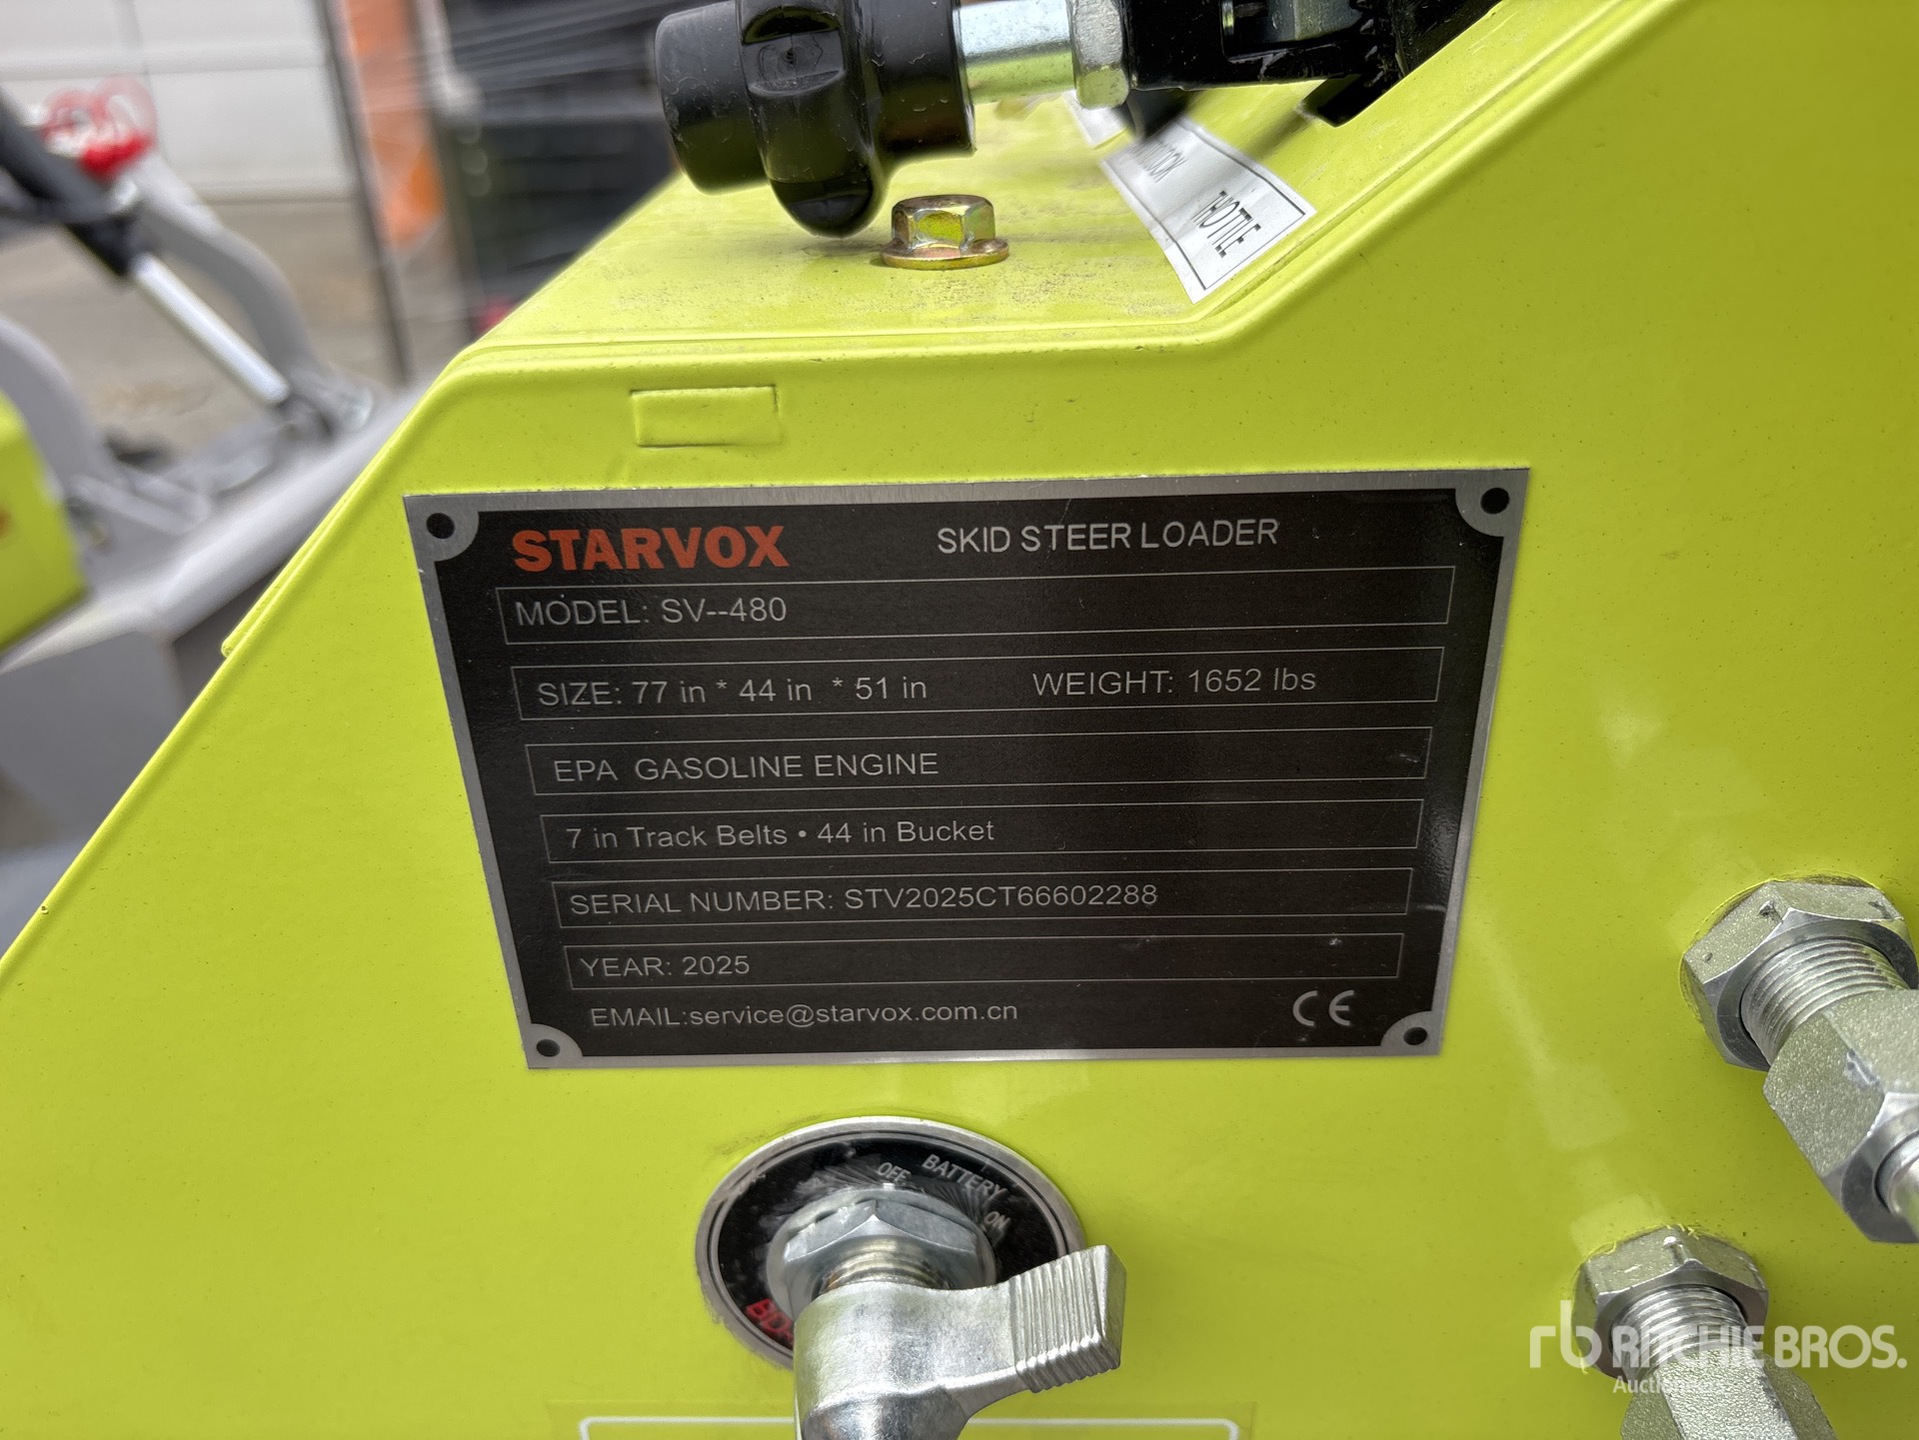 THOTTLE
STARVOX SKID STEER LOADER
MODEL: SV--480
SIZE: 77 in * 44 in * 51 in WEIGHT: 1652 lbs
EPA GASOLINE ENGINE
7 in Track Belts • 44 in Bucket
SERIAL NUMBER: STV2025CT66602288
YEAR: 2025
EMAIL:service@starvox.com.cn CE
OFF BATTERY ON
rb RITCHIE BROS.
Auctioneers